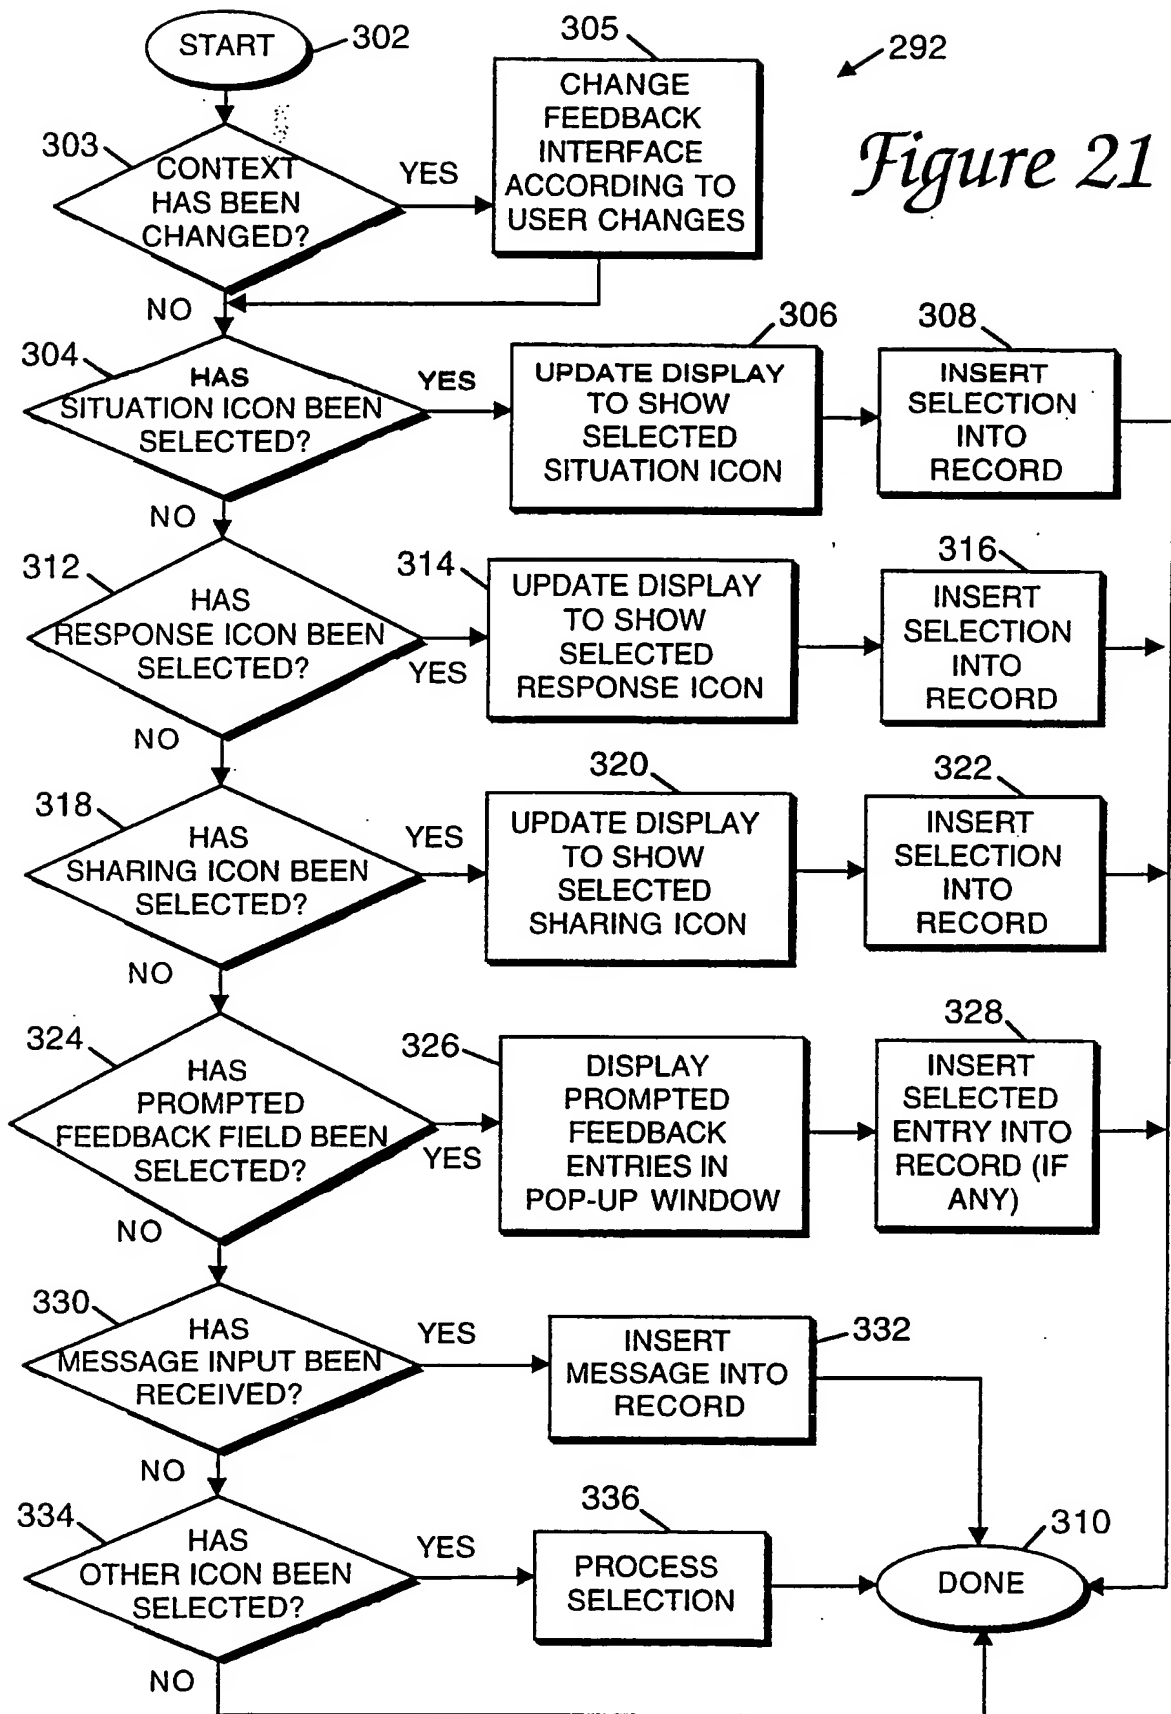 START
302
305
292
CHANGE
FEEDBACK
INTERFACE
ACCORDING TO
USER CHANGES
Figure 21
303
CONTEXT
HAS BEEN
CHANGED?
YES
NO
304
HAS
SITUATION ICON BEEN
SELECTED?
YES
306
UPDATE DISPLAY
TO SHOW
SELECTED
SITUATION ICON
308
INSERT
SELECTION
INTO
RECORD
NO
312
HAS
RESPONSE ICON BEEN
SELECTED?
YES
314
UPDATE DISPLAY
TO SHOW
SELECTED
RESPONSE ICON
316
INSERT
SELECTION
INTO
RECORD
NO
318
HAS
SHARING ICON BEEN
SELECTED?
YES
320
UPDATE DISPLAY
TO SHOW
SELECTED
SHARING ICON
322
INSERT
SELECTION
INTO
RECORD
NO
324
HAS
PROMPTED
FEEDBACK FIELD BEEN
SELECTED?
YES
326
DISPLAY
PROMPTED
FEEDBACK
ENTRIES IN
POP-UP WINDOW
328
INSERT
SELECTED
ENTRY INTO
RECORD (IF
ANY)
NO
330
HAS
MESSAGE INPUT BEEN
RECEIVED?
YES
INSERT
MESSAGE INTO
RECORD
332
NO
334
HAS
OTHER ICON BEEN
SELECTED?
YES
336
PROCESS
SELECTION
310
DONE
NO